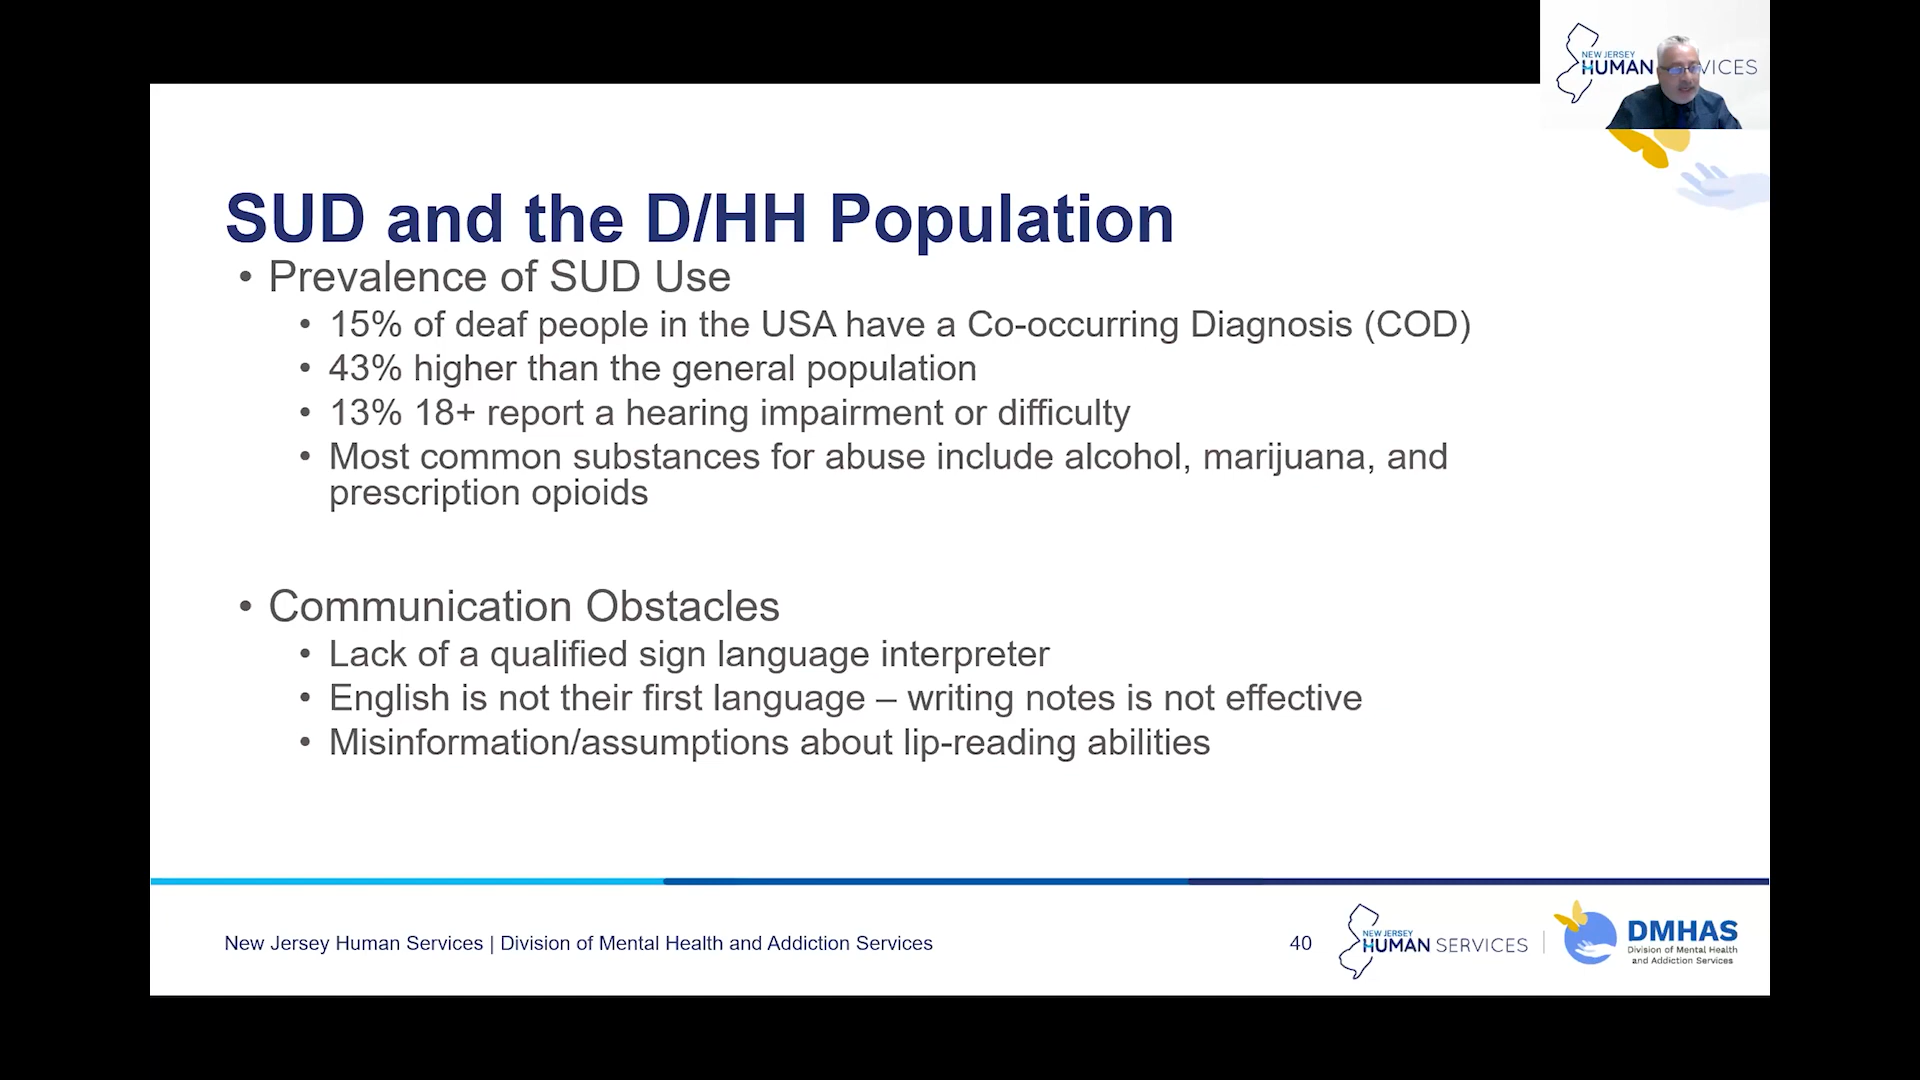 NEW JERSEY
HUMAN VICES
SUD and the D/HH Population
• Prevalence of SUD Use
• 15% of deaf people in the USA have a Co-occurring Diagnosis (COD)
• 43% higher than the general population
• 13% 18+ report a hearing impairment or difficulty
• Most common substances for abuse include alcohol, marijuana, and
prescription opioids
• Communication Obstacles
• Lack of a qualified sign language interpreter
• English is not their first language – writing notes is not effective
• Misinformation/assumptions about lip-reading abilities
New Jersey Human Services | Division of Mental Health and Addiction Services
40
NEW JERSEY
HUMAN SERVICES
DMHAS
Division of Mental Health
and Addiction Services